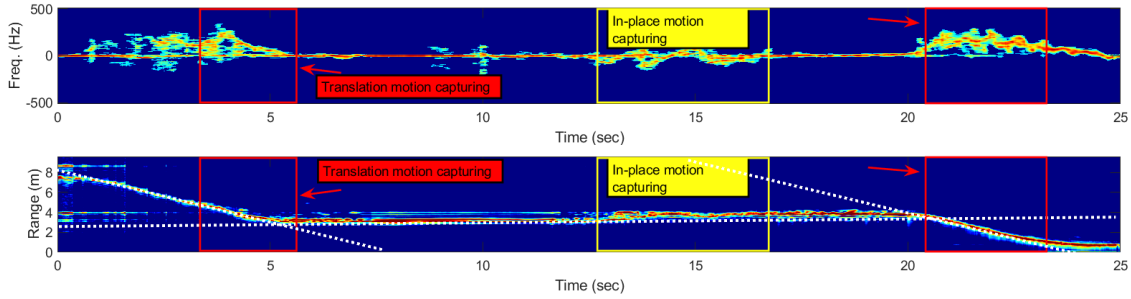 500
0
-500
Freq. (Hz)
In-place motion
capturing
Translation motion capturing
0
5
10
15
20
25
Time (sec)
8
6
4
2
0
Range (m)
Translation motion capturing
In-place motion
capturing
0
5
10
15
20
25
Time (sec)